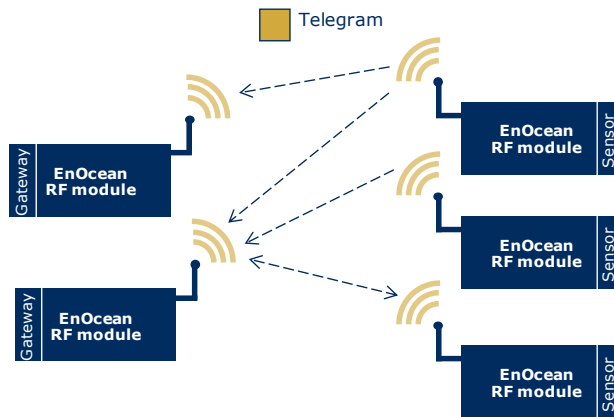 Telegram
Gateway
EnOcean
RF module
EnOcean
RF module
Sensor
EnOcean
RF module
Sensor
Gateway
EnOcean
RF module
EnOcean
RF module
Sensor